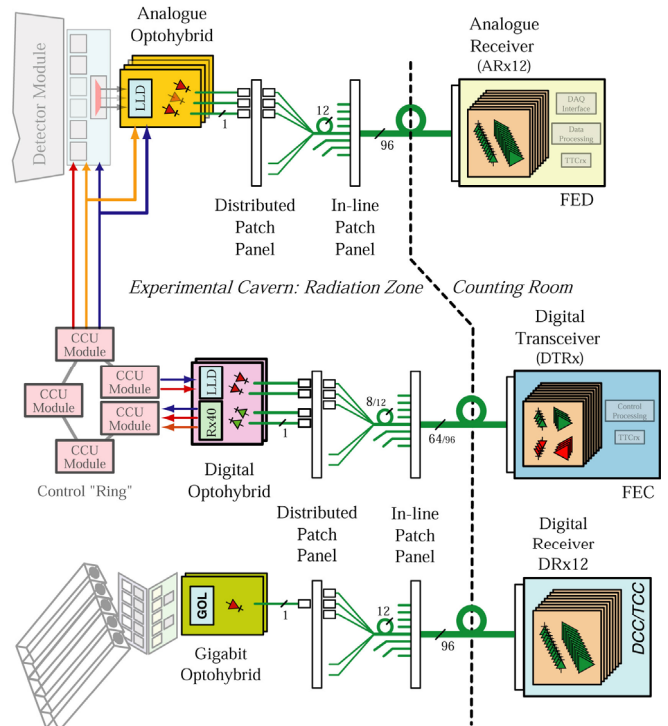 Analogue
Optohybrid
Detector Module
LLD
1
12
96
Distributed
Patch
Panel
In-line
Patch
Panel
Analogue
Receiver
(ARx12)
DAQ
Interface
Data
Processing
TTCrx
FED
Experimental Cavern: Radiation Zone
Counting Room
CCU
Module
CCU
Module
CCU
Module
CCU
Module
CCU
Module
Control "Ring"
LLD
Rx40
1
Digital
Optohybrid
8/12
64/96
Distributed
Patch
Panel
In-line
Patch
Panel
Digital
Transceiver
(DTRx)
Control
Processing
TTCrx
FEC
GOL
1
Gigabit
Optohybrid
12
96
Digital
Receiver
DRx12
DCC/TCC